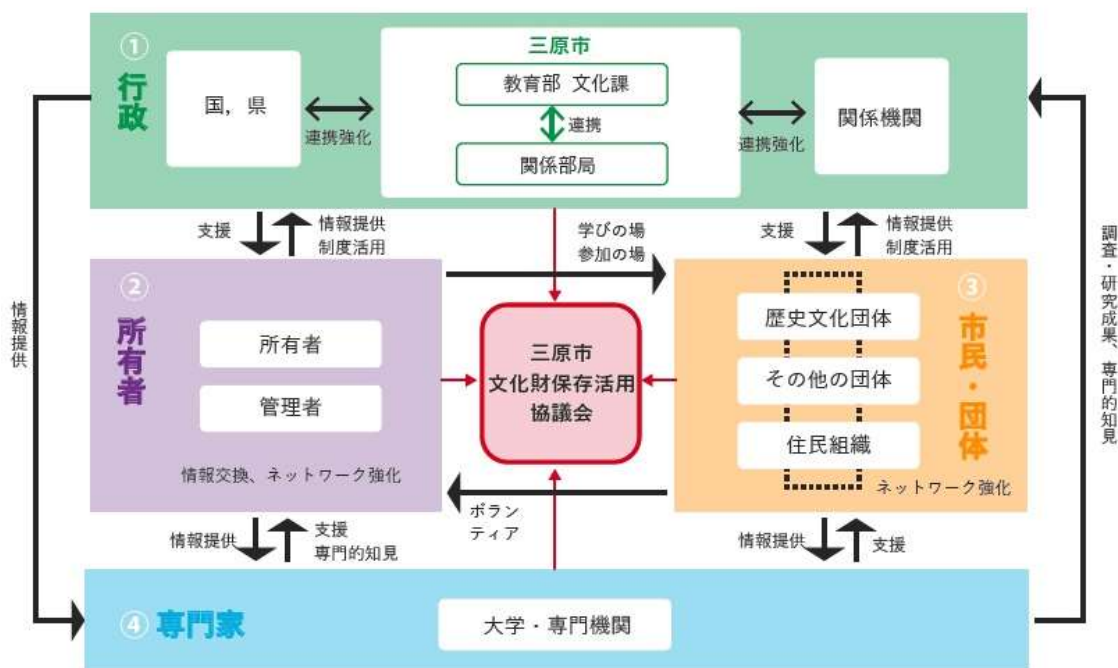 ①
行政
三原市
国，県
教育部 文化課
連携
関係部局
関係機関
連携強化
連携強化
支援
情報提供
制度活用
学びの場
参加の場
支援
情報提供
制度活用
情報提供
調査・研究成果、専門的知見
②
所有者
所有者
管理者
情報交換、ネットワーク強化
三原市
文化財保存活用
協議会
③
市民・団体
歴史文化団体
その他の団体
住民組織
ネットワーク強化
ボラン
ティア
情報提供
支援
専門的知見
情報提供
支援
④ 専門家
大学・専門機関